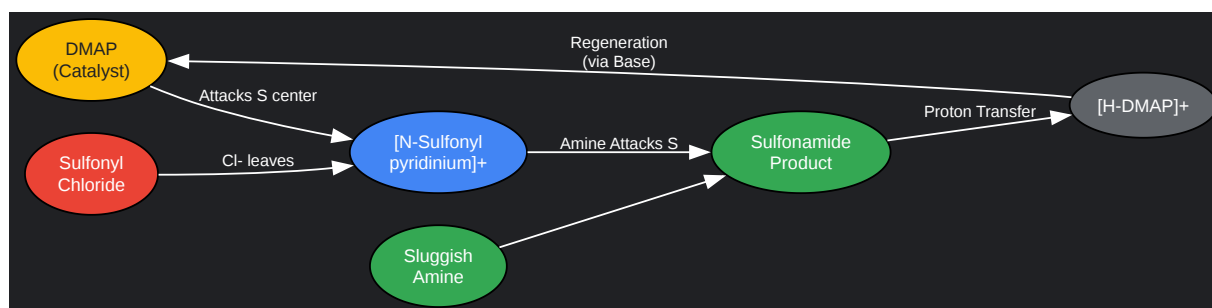 DMAP
(Catalyst)
Regeneration
(via Base)
[H-DMAP]+
Attacks S center
Proton Transfer
Sulfonyl
Chloride
Cl- leaves
[N-Sulfonyl
pyridinium]+
Amine Attacks S
Sulfonamide
Product
Sluggish
Amine